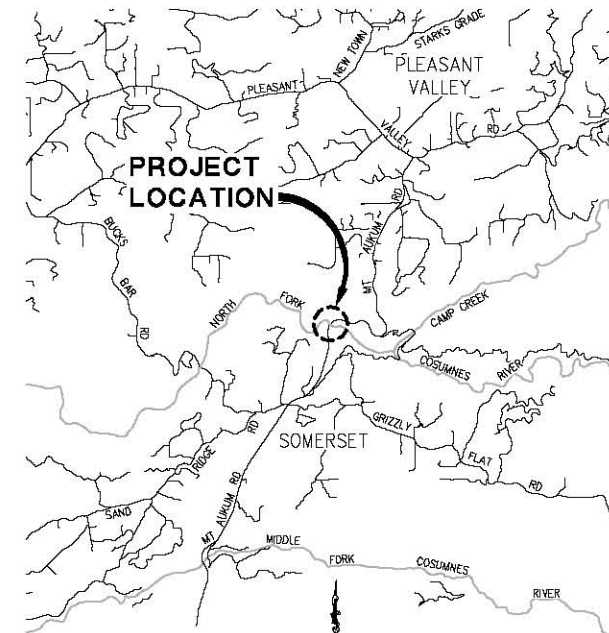 STARKS GRADE
NEW TOWN
PLEASANT
VALLEY
PLEASANT
VALLEY
RD
PROJECT
LOCATION
BUCKS
BAR
RD
MT AUKUM RD
NORTH
FORK
CAMP CREEK
COSUMNES
RIVER
SOMERSET
GRIZZLY
FLAT
RD
SAND
RIDGE
RD
MT AUKUM RD
MIDDLE
FORK
COSUMNES
RIVER